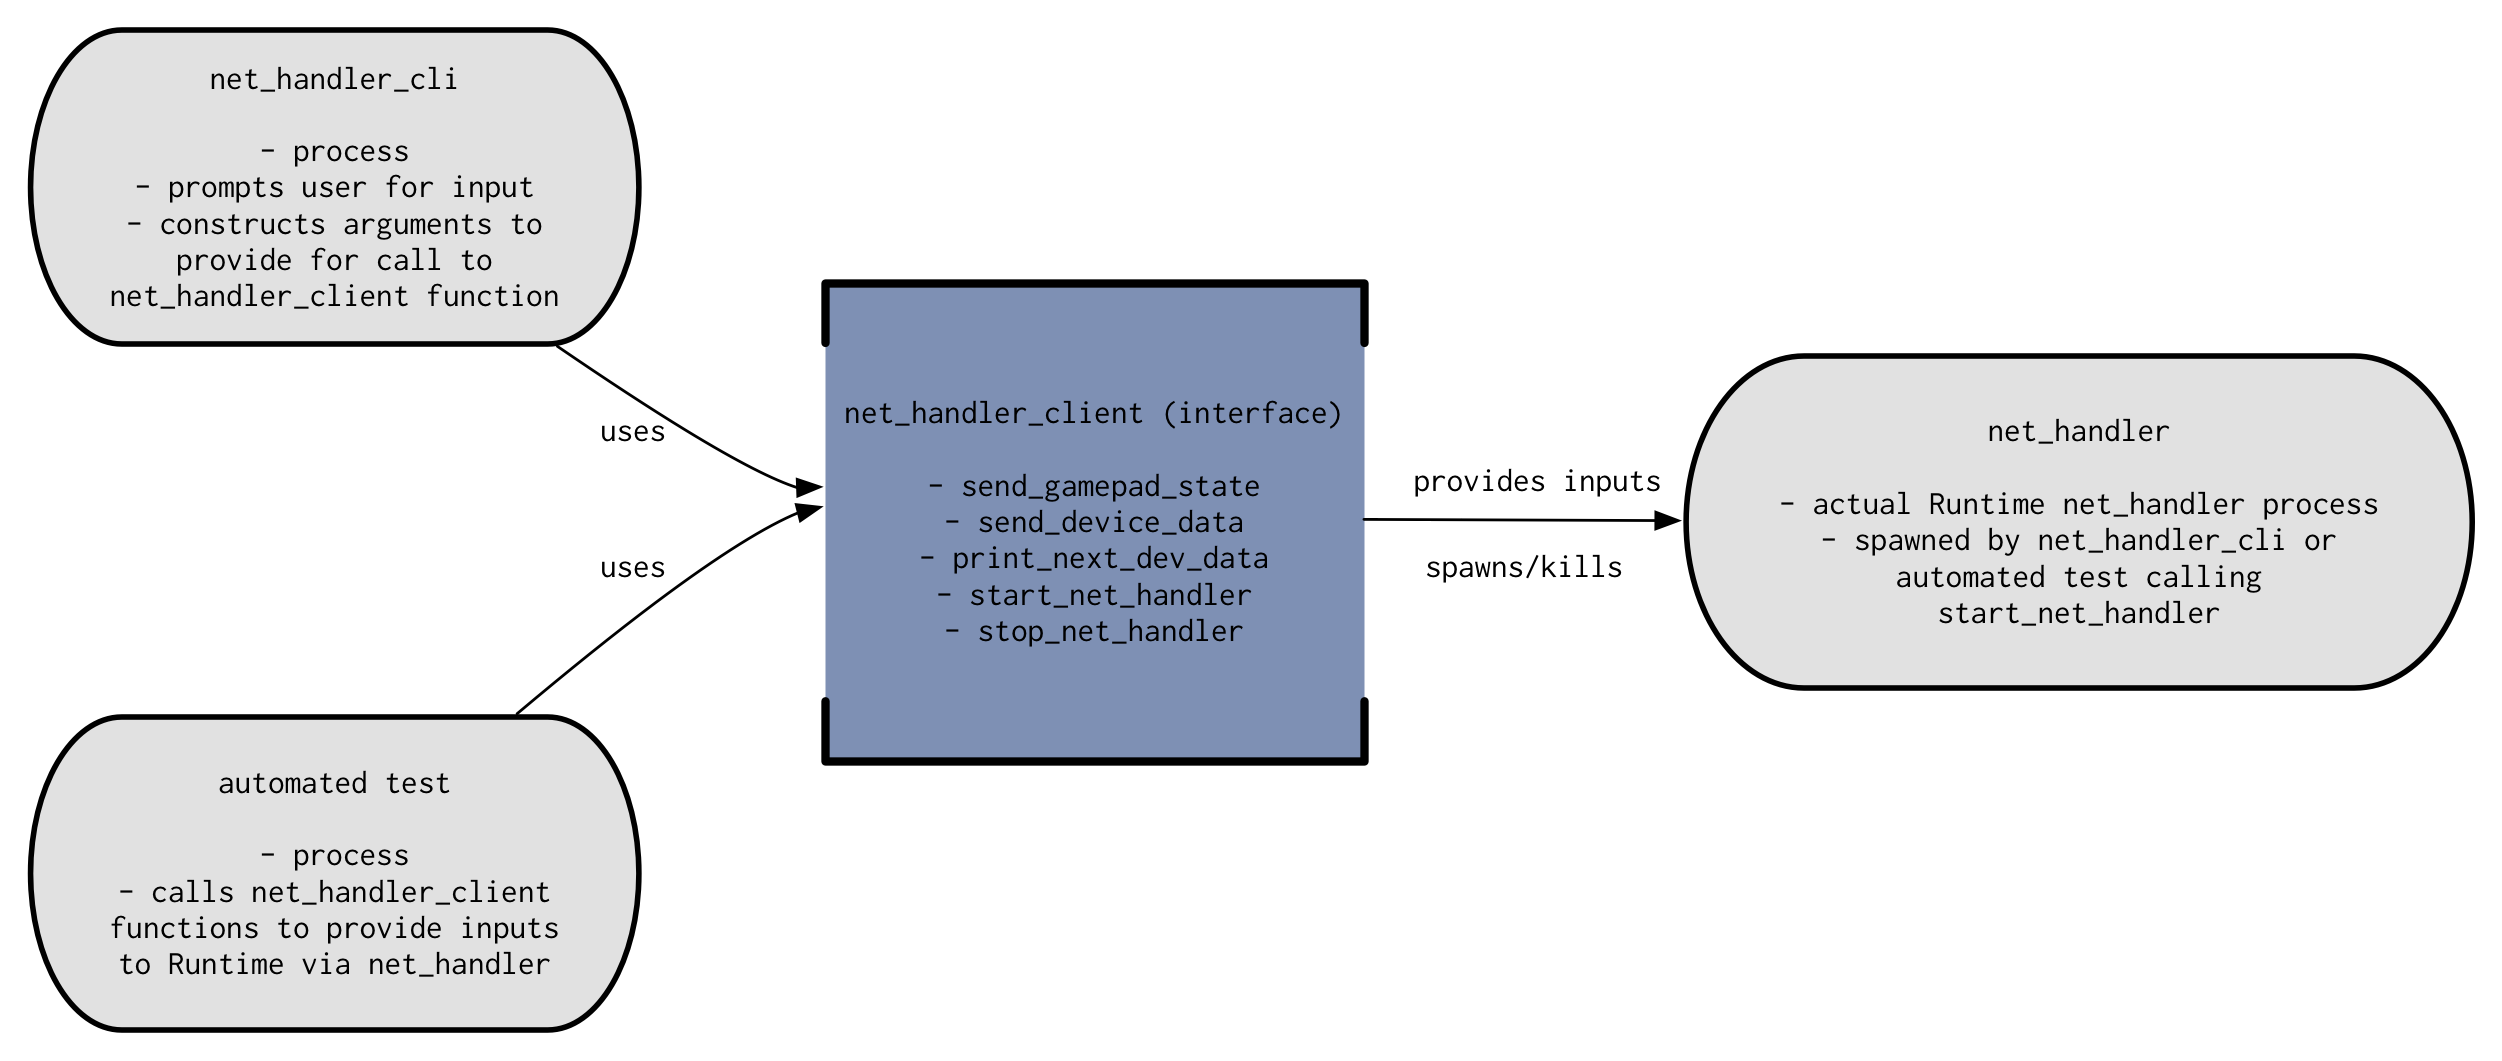 net_handler_cli
- process
- prompts user for input
- constructs arguments to
provide for call to
net_handler_client function
uses
uses
automated test
- process
- calls net_handler_client
functions to provide inputs
to Runtime via net_handler
net_handler_client (interface)
- send_gamepad_state
- send_device_data
- print_next_dev_data
- start_net_handler
- stop_net_handler
provides inputs
spawns/kills
net_handler
- actual Runtime net_handler process
- spawned by net_handler_cli or
automated test calling
start_net_handler